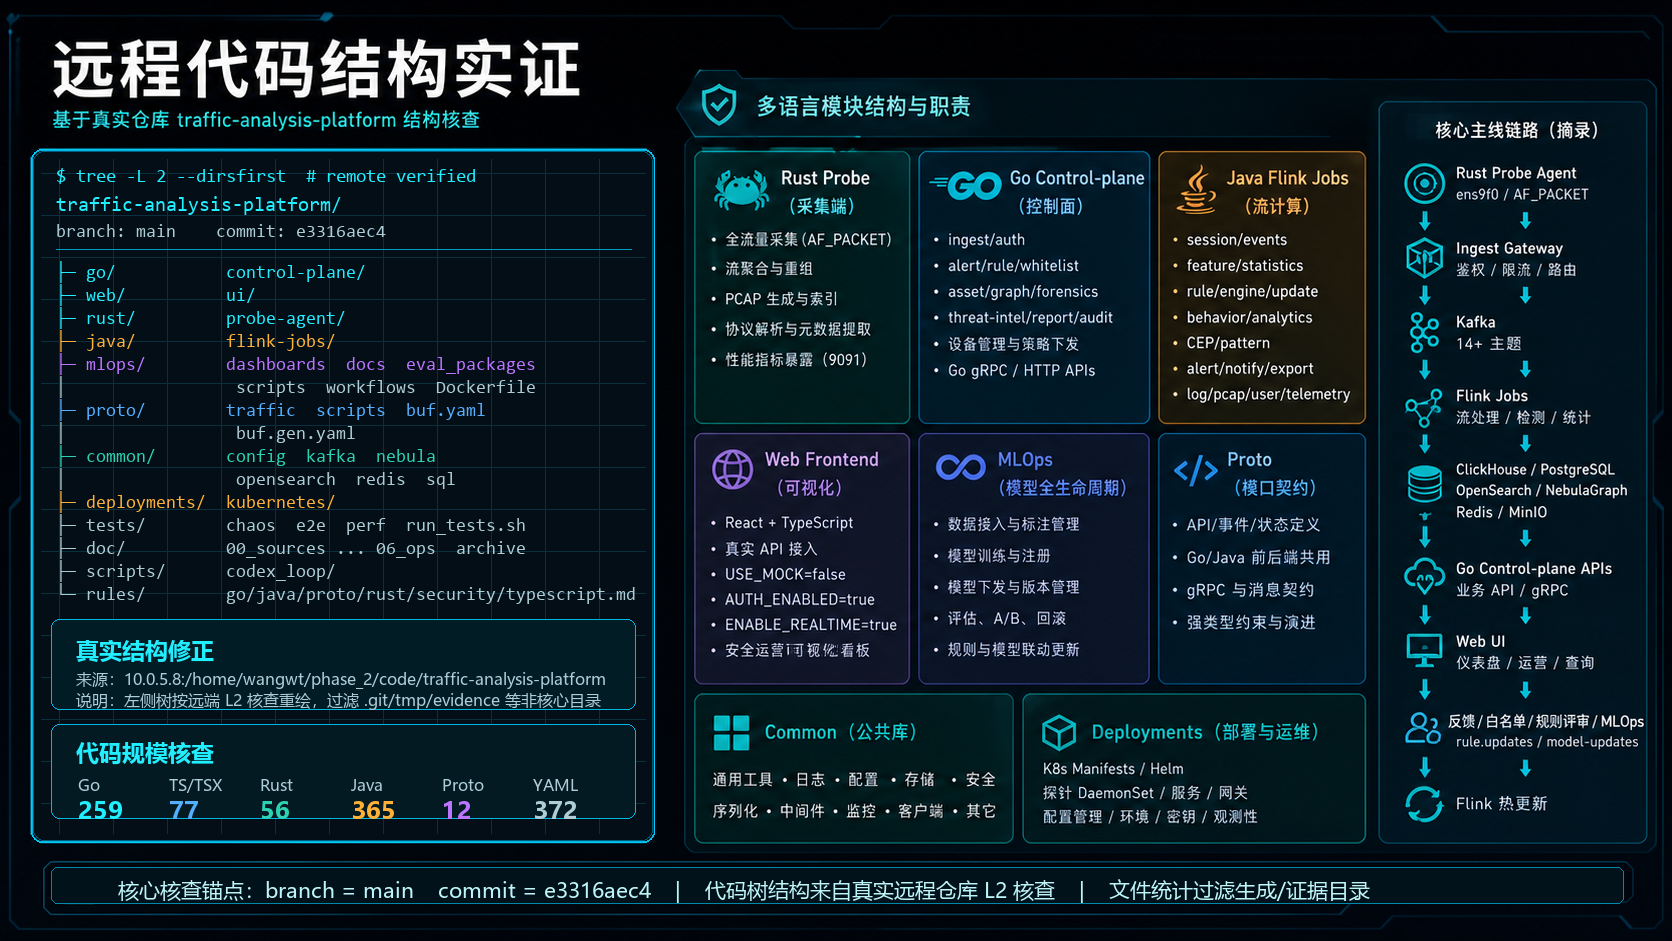 远程代码结构实证
基于真实仓库 traffic-analysis-platform 结构核查
$ tree -L 2 --dirsfirst  # remote verified
traffic-analysis-platform/
branch: main    commit: e3316aec4
├─ go/    control-plane/
├─ web/    ui/
├─ rust/    probe-agent/
├─ java/    flink-jobs/
├─ mlops/    dashboards  docs  eval_packages
│    scripts  workflows  Dockerfile
├─ proto/    traffic  scripts  buf.yaml
│    buf.gen.yaml
├─ common/    config  kafka  nebula
│    opensearch  redis  sql
├─ deployments/    kubernetes/
├─ tests/    chaos  e2e  perf  run_tests.sh
├─ doc/    00_sources ... 06_ops  archive
├─ scripts/    codex_loop/
└─ rules/    go/java/proto/rust/security/typescript.md
真实结构修正
来源：10.0.5.8:/home/wangwt/phase_2/code/traffic-analysis-platform
说明：左侧树按远端 L2 核查重绘，过滤 .git/tmp/evidence 等非核心目录
代码规模核查
Go    TS/TSX    Rust    Java    Proto    YAML
259    77    56    365    12    372
多语言模块结构与职责
Rust Probe
（采集端）
• 全流量采集(AF_PACKET)
• 流聚合与重组
• PCAP 生成与索引
• 协议解析与元数据提取
• 性能指标暴露（9091）
GO
Go Control-plane
（控制面）
• ingest/auth
• alert/rule/whitelist
• asset/graph/forensics
• threat-intel/report/audit
• 设备管理与策略下发
• Go gRPC / HTTP APIs
Java Flink Jobs
（流计算）
• session/events
• feature/statistics
• rule/engine/update
• behavior/analytics
• CEP/pattern
• alert/notify/export
• log/pcap/user/telemetry
Web Frontend
（可视化）
• React + TypeScript
• 真实 API 接入
• USE_MOCK=false
• AUTH_ENABLED=true
• ENABLE_REALTIME=true
• 安全运营可视化看板
MLOps
（模型全生命周期）
• 数据接入与标注管理
• 模型训练与注册
• 模型下发与版本管理
• 评估、A/B、回滚
• 规则与模型联动更新
</>
Proto
（模口契约）
• API/事件/状态定义
• Go/Java 前后端共用
• gRPC 与消息契约
• 强类型约束与演进
Common（公共库）
通用工具 • 日志 • 配置 • 存储 • 安全
序列化 • 中间件 • 监控 • 客户端 • 其它
Deployments（部署与运维）
K8s Manifests / Helm
探针 DaemonSet / 服务 / 网关
配置管理 / 环境 / 密钥 / 观测性
核心主线链路（摘录）
Rust Probe Agent
ens9f0 / AF_PACKET
Ingest Gateway
鉴权 / 限流 / 路由
Kafka
14+ 主题
Flink Jobs
流处理 / 检测 / 统计
ClickHouse / PostgreSQL
OpenSearch / NebulaGraph
Redis / MinIO
Go Control-plane APIs
业务 API / gRPC
Web UI
仪表盘 / 运营 / 查询
反馈 / 白名单 / 规则评审 / MLOps
rule.updates / model-updates
Flink 热更新
核心核查锚点：branch = main    commit = e3316aec4    |    代码树结构来自真实远程仓库 L2 核查    |    文件统计过滤生成/证据目录